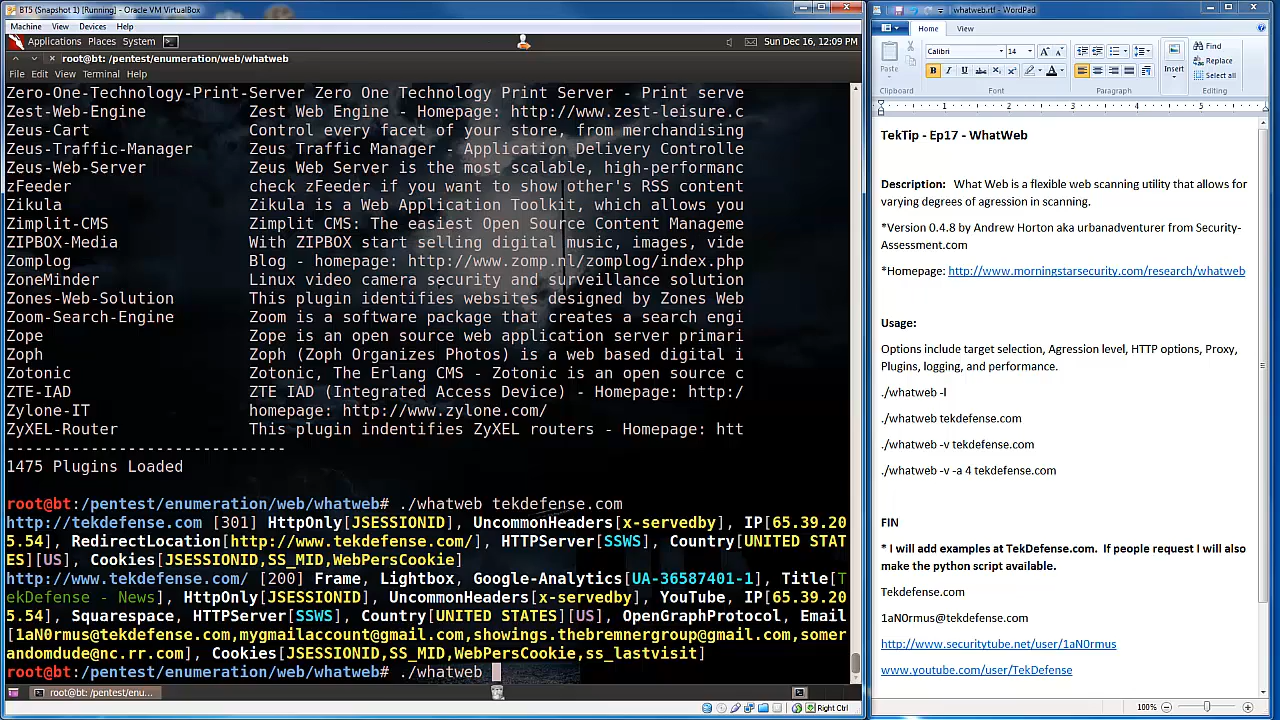 BT5 (Snapshot 1) [Running] - Oracle VM VirtualBox
Machine View Devices Help
Applications Places System
Sun Dec 16, 12:09 PM
root@bt: /pentest/enumeration/web/whatweb
File Edit View Terminal Help
Zero-One-Technology-Print-Server Zero One Technology Print Server - Print serve
Zest-Web-Engine Zest Web Engine - Homepage: http://www.zest-leisure.c
Zeus-Cart Control every facet of your store, from merchandising
Zeus-Traffic-Manager Zeus Traffic Manager - Application Delivery Controlle
Zeus-Web-Server Zeus Web Server is the most scalable, high-performanc
zFeeder check zFeeder if you want to show other's RSS content
Zikula Zikula is a Web Application Toolkit, which allows you
Zimplit-CMS Zimplit CMS: The easiest Open Source Content Manageme
ZIPBOX-Media With ZIPBOX start selling digital music, images, vide
Zomplog Blog - homepage: http://www.zomp.nl/zomplog/index.php
ZoneMinder Linux video camera security and surveillance solution
Zones-Web-Solution This plugin identifies websites designed by Zones Web
Zoom-Search-Engine Zoom is a software package that creates a search engi
Zope Zope is an open source web application server primari
Zoph Zoph (Zoph Organizes Photos) is a web based digital i
Zotonic Zotonic, The Erlang CMS - Zotonic is an open source c
ZTE-IAD ZTE IAD (Integrated Access Device) - Homepage: http:/
Zylone-IT homepage: http://www.zylone.com/
ZyXEL-Router This plugin indentifies ZyXEL routers - Homepage: htt
------------------------------
1475 Plugins Loaded
root@bt:/pentest/enumeration/web/whatweb# ./whatweb tekdefense.com
http://tekdefense.com [301] HttpOnly[JSESSIONID], UncommonHeaders[x-servedby], IP[65.39.20
5.54], RedirectLocation[http://www.tekdefense.com/], HTTPServer[SSWS], Country[UNITED STAT
ES][US], Cookies[JSESSIONID,SS_MID,WebPersCookie]
http://www.tekdefense.com/ [200] Frame, Lightbox, Google-Analytics[UA-36587401-1], Title[T
ekDefense - News], HttpOnly[JSESSIONID], UncommonHeaders[x-servedby], YouTube, IP[65.39.20
5.54], Squarespace, HTTPServer[SSWS], Country[UNITED STATES][US], OpenGraphProtocol, Email
[1aN0rmus@tekdefense.com,mygmailaccount@gmail.com,showings.thebremnergroup@gmail.com,somer
andomdude@nc.rr.com], Cookies[JSESSIONID,SS_MID,WebPersCookie,ss_lastvisit]
root@bt:/pentest/enumeration/web/whatweb# ./whatweb
root@bt: /pentest/enu...
Right Ctrl
whatweb.rtf - WordPad
Home View
Paste
Calibri 14
Insert
Find
Replace
Select all
Clipboard Font Paragraph Editing
1 2 3 4 5
TekTip - Ep17 - WhatWeb
Description: What Web is a flexible web scanning utility that allows for
varying degrees of agression in scanning.
*Version 0.4.8 by Andrew Horton aka urbanadventurer from Security-
Assessment.com
*Homepage: http://www.morningstarsecurity.com/research/whatweb
Usage:
Options include target selection, Agression level, HTTP options, Proxy,
Plugins, logging, and performance.
./whatweb -l
./whatweb tekdefense.com
./whatweb -v tekdefense.com
./whatweb -v -a 4 tekdefense.com
FIN
* I will add examples at TekDefense.com. If people request I will also
make the python script available.
Tekdefense.com
1aN0rmus@tekdefense.com
http://www.securitytube.net/user/1aN0rmus
www.youtube.com/user/TekDefense
100%